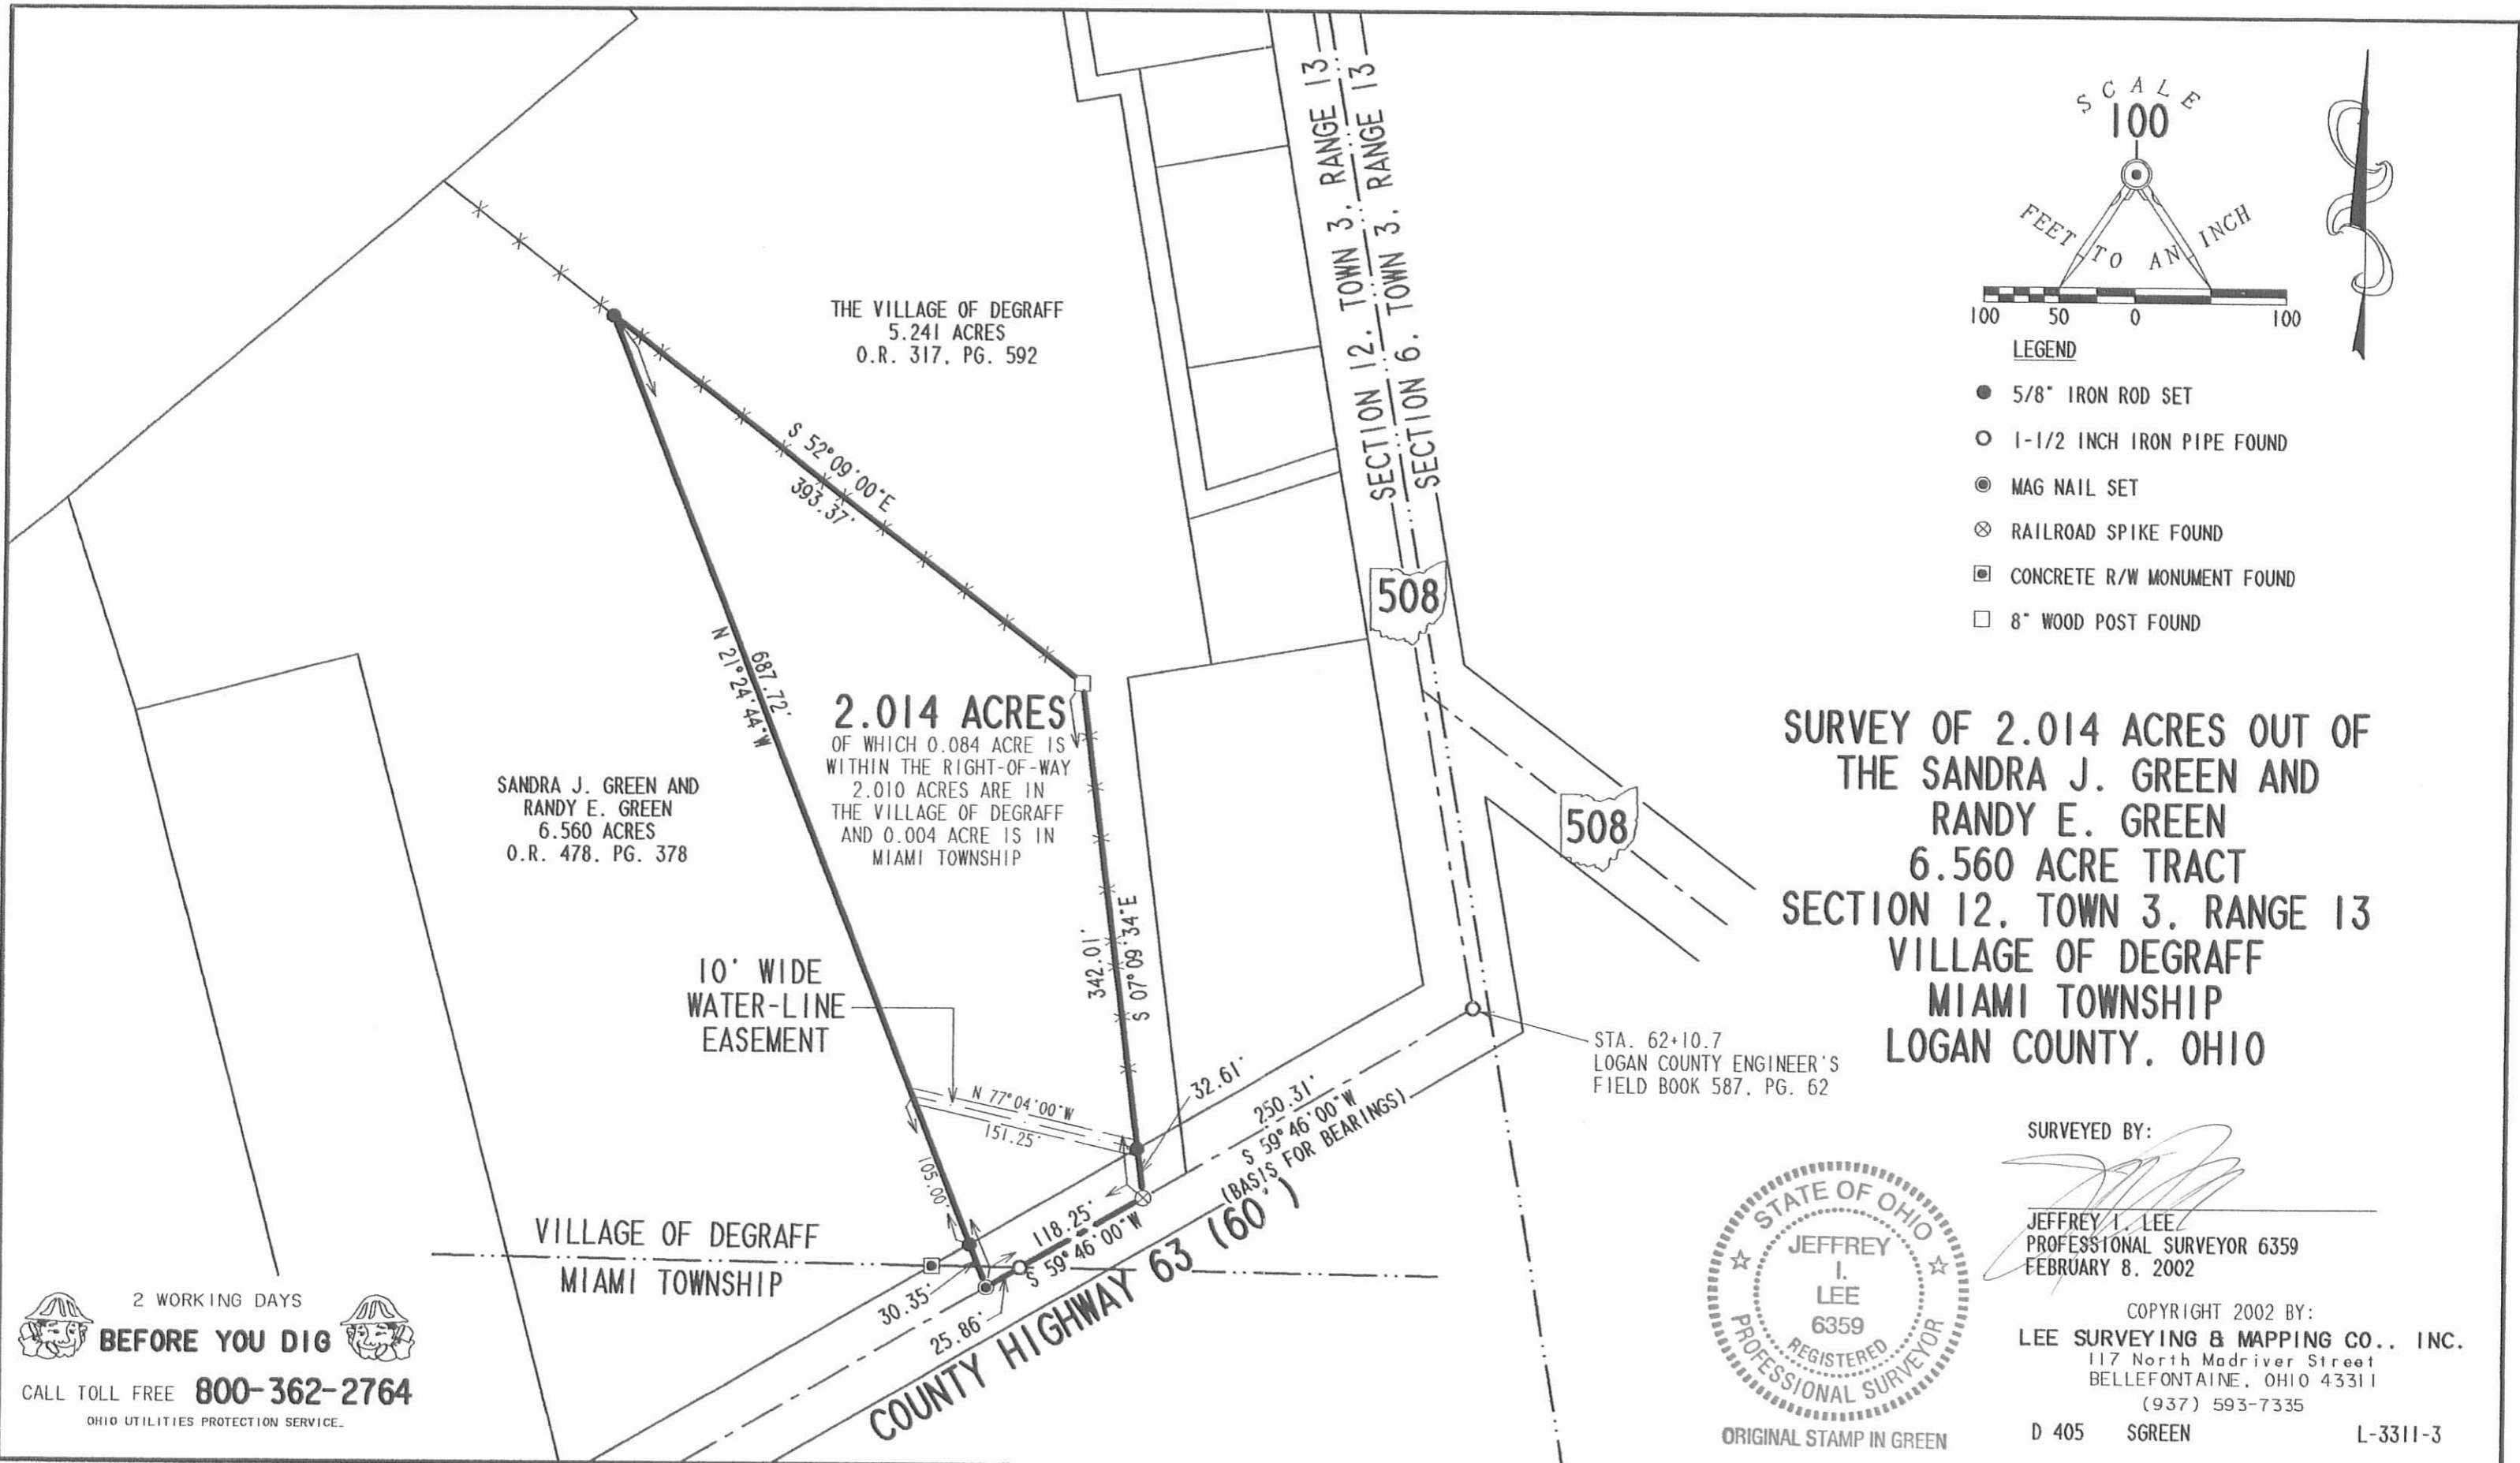 THE VILLAGE OF DEGRAFF
5.241 ACRES
O.R. 317, PG. 592
S 52°09'00"E
393.37'
N 21°24'44"W
687.72'
2.014 ACRES
OF WHICH 0.084 ACRE IS
WITHIN THE RIGHT-OF-WAY
2.010 ACRES ARE IN
THE VILLAGE OF DEGRAFF
AND 0.004 ACRE IS IN
MIAMI TOWNSHIP
SANDRA J. GREEN AND
RANDY E. GREEN
6.560 ACRES
O.R. 478, PG. 378
10' WIDE
WATER-LINE
EASEMENT
342.01'
S 07°09'34"E
N 77°04'00"W
151.25'
105.00'
32.61'
250.31'
S 59°46'00"W
(BASIS FOR BEARINGS)
118.25'
S 59°46'00"W
30.35'
25.86'
COUNTY HIGHWAY 63 (60')
VILLAGE OF DEGRAFF
MIAMI TOWNSHIP
SECTION 12, TOWN 3, RANGE 13
SECTION 6, TOWN 3, RANGE 13
508
508
STA. 62+10.7
LOGAN COUNTY ENGINEER'S
FIELD BOOK 587, PG. 62
2 WORKING DAYS
BEFORE YOU DIG
CALL TOLL FREE 800-362-2764
OHIO UTILITIES PROTECTION SERVICE.
SCALE
100
FEET TO AN INCH
100 50 0 100
LEGEND
5/8" IRON ROD SET
1-1/2 INCH IRON PIPE FOUND
MAG NAIL SET
RAILROAD SPIKE FOUND
CONCRETE R/W MONUMENT FOUND
8" WOOD POST FOUND
SURVEY OF 2.014 ACRES OUT OF
THE SANDRA J. GREEN AND
RANDY E. GREEN
6.560 ACRE TRACT
SECTION 12, TOWN 3, RANGE 13
VILLAGE OF DEGRAFF
MIAMI TOWNSHIP
LOGAN COUNTY, OHIO
SURVEYED BY:
JEFFREY I. LEE
PROFESSIONAL SURVEYOR 6359
FEBRUARY 8, 2002
STATE OF OHIO
JEFFREY
I.
LEE
6359
REGISTERED
PROFESSIONAL SURVEYOR
ORIGINAL STAMP IN GREEN
COPYRIGHT 2002 BY:
LEE SURVEYING & MAPPING CO., INC.
117 North Madriver Street
BELLEFONTAINE, OHIO 43311
(937) 593-7335
D 405 SGREEN L-3311-3